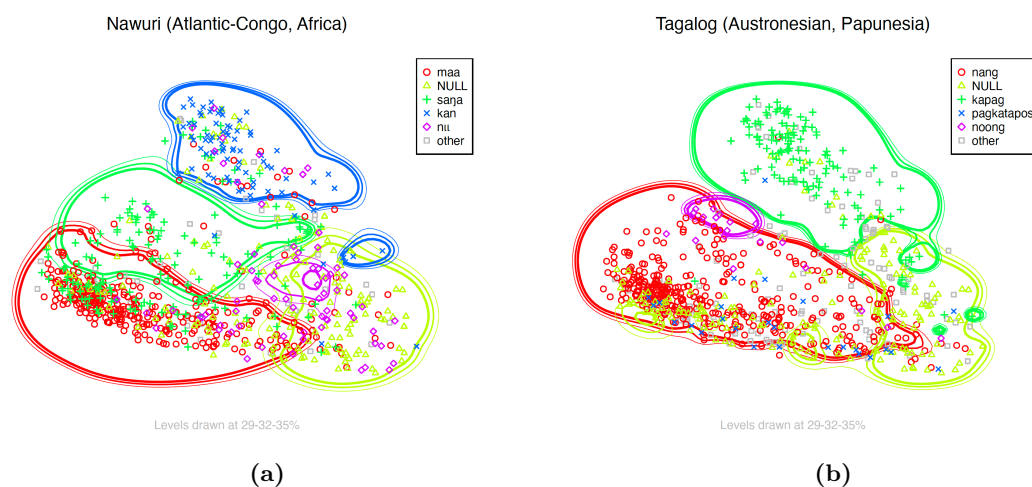 Nawuri (Atlantic-Congo, Africa)
maa
NULL
saŋa
kan
nɩɩ
other
Levels drawn at 29-32-35%
(a)
Tagalog (Austronesian, Papunesia)
nang
NULL
kapag
pagkatapos
noong
other
Levels drawn at 29-32-35%
(b)